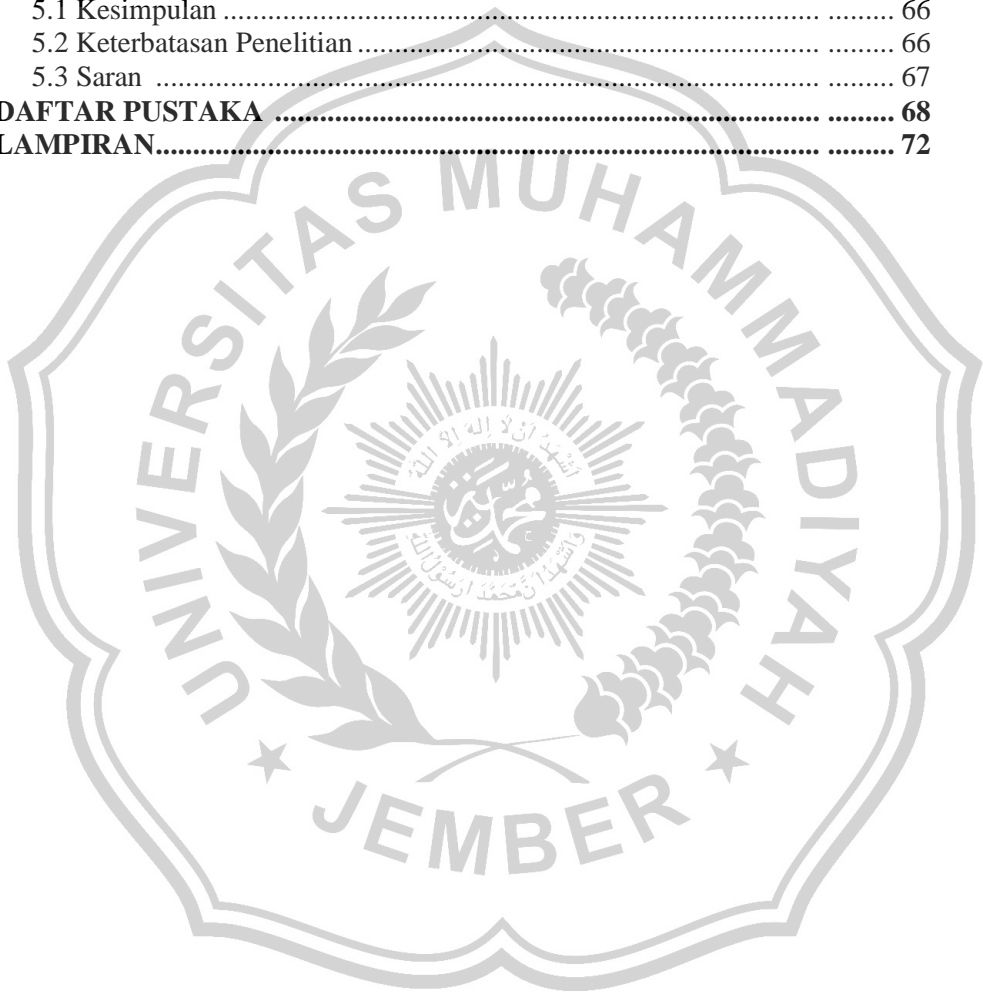 5.1 Kesimpulan ........................................................................................ ......... 66
5.2 Keterbatasan Penelitian ..................................................................... ......... 66
5.3 Saran ................................................................................................. ......... 67
DAFTAR PUSTAKA ................................................................................ ......... 68
LAMPIRAN................................................................................................ ......... 72
UNIVERSITAS MUHAMMADIYAH
JEMBER